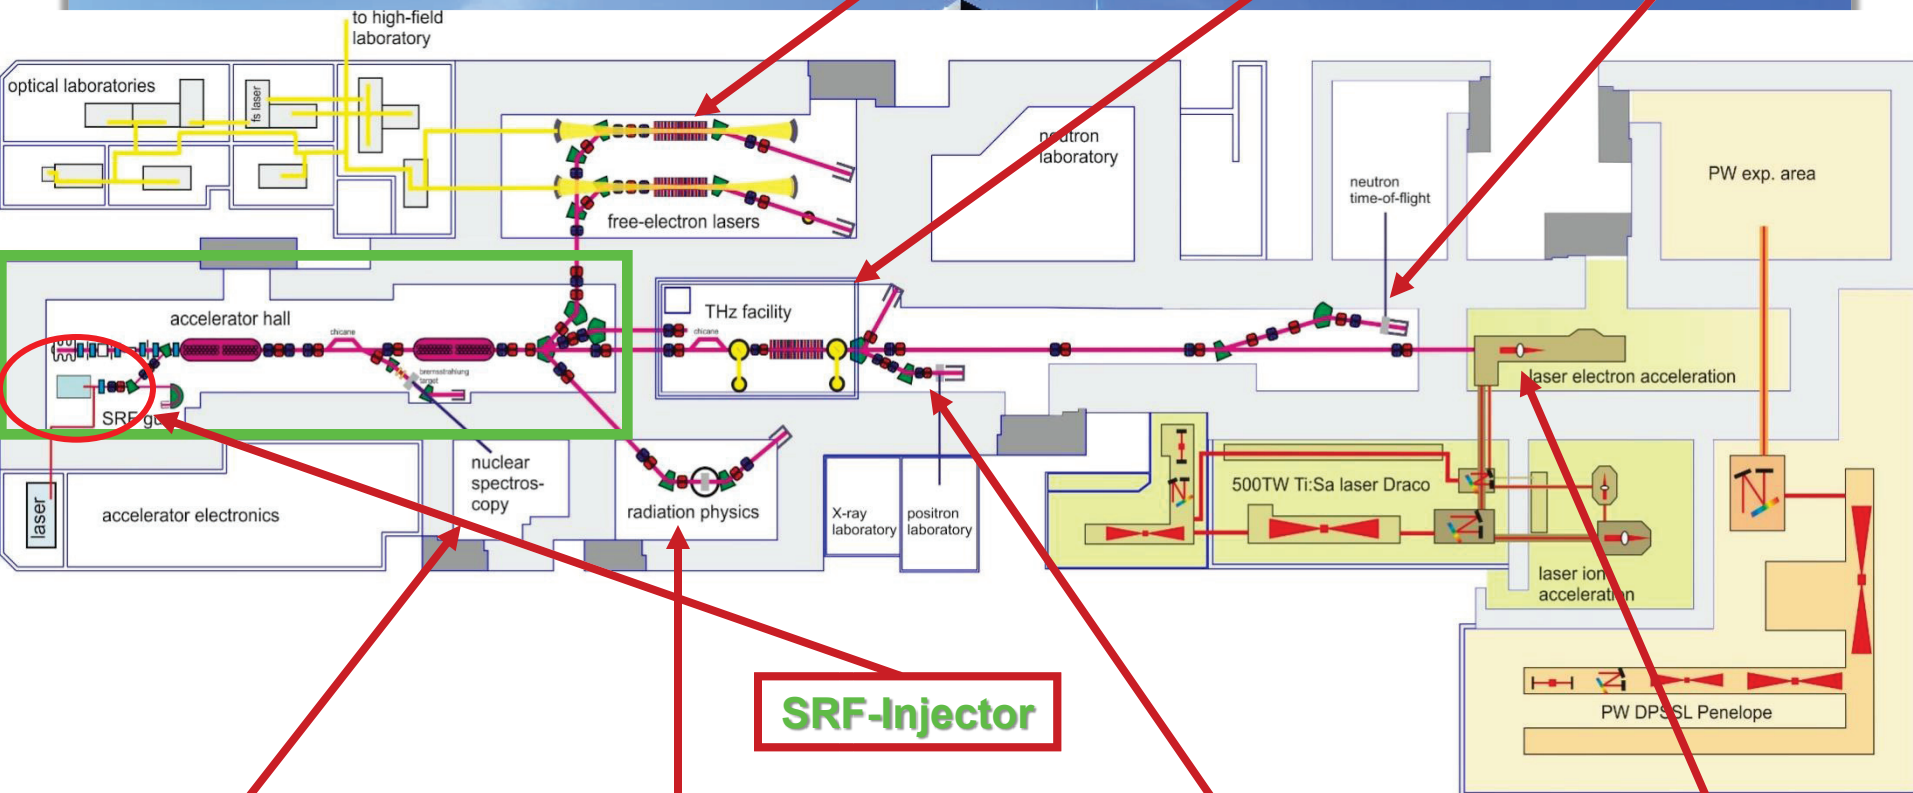 to high-field
laboratory
optical laboratories
fs laser
neutron
laboratory
PW exp. area
neutron
time-of-flight
free-electron lasers
THz facility
accelerator hall
chicane
chicane
bremsstrahlung
target
laser electron acceleration
SRF
nuclear
spectros-
copy
500TW Ti:Sa laser Draco
laser
accelerator electronics
radiation physics
X-ray
laboratory
positron
laboratory
laser ion
acceleration
SRF-Injector
PW DPSSL Penelope